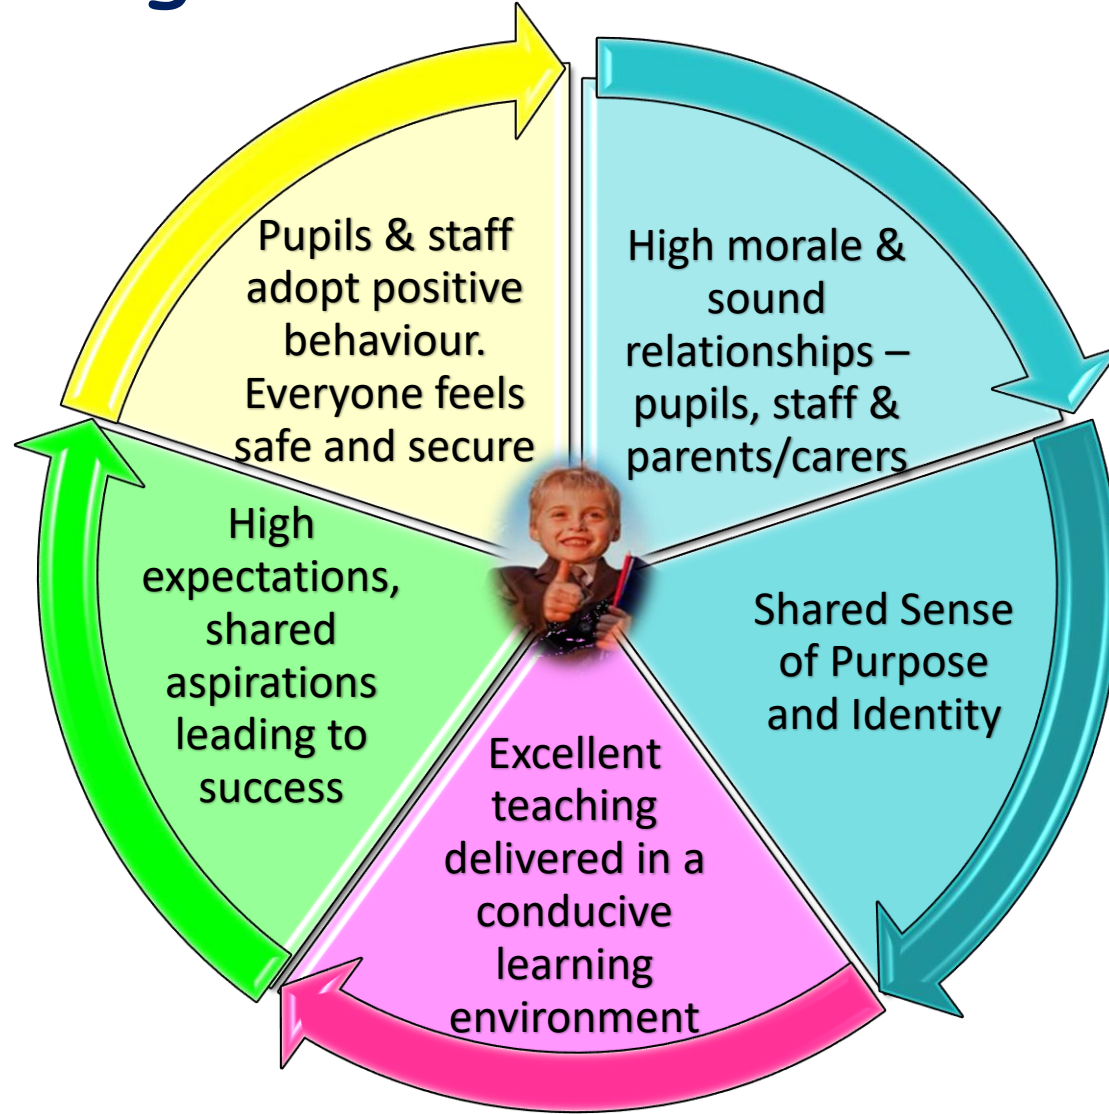 Pupils & staff
adopt positive
behaviour.
Everyone feels
safe and secure
High morale &
sound
relationships –
pupils, staff &
parents/carers
Shared Sense
of Purpose
and Identity
Excellent
teaching
delivered in a
conducive
learning
environment
High
expectations,
shared
aspirations
leading to
success